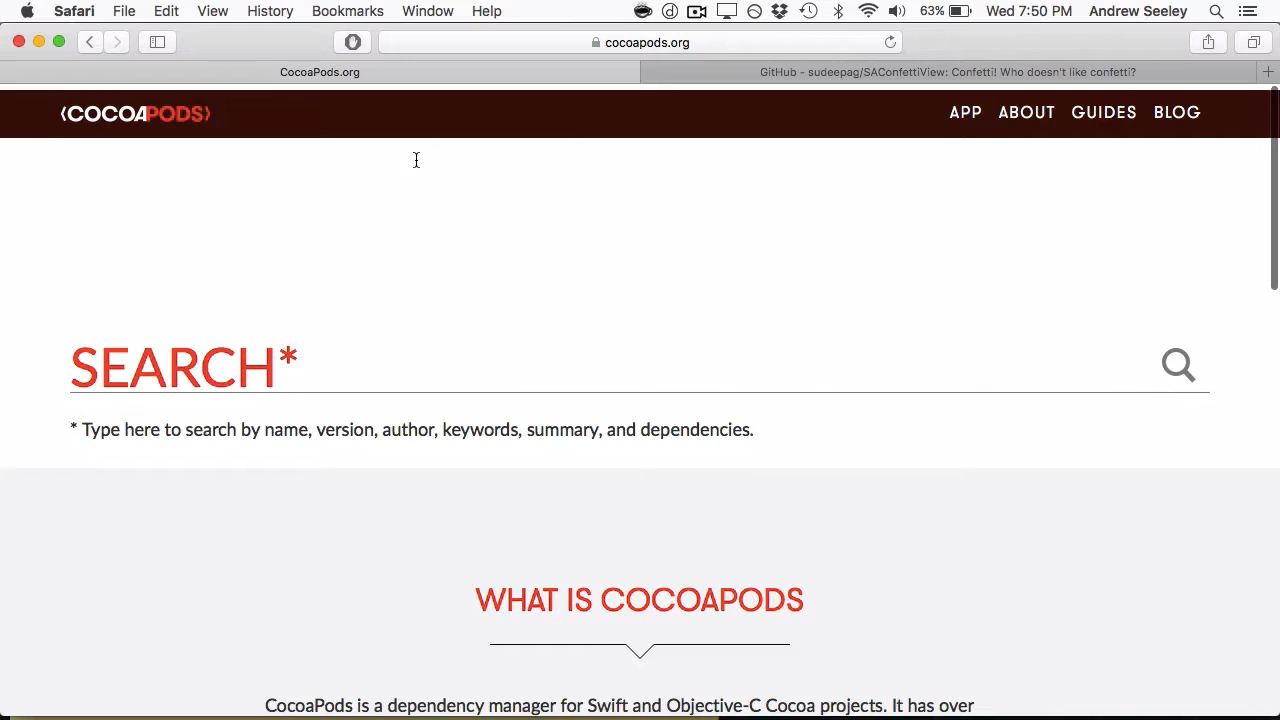 Safari File Edit View History Bookmarks Window Help 63% Wed 7:50 PM Andrew Seeley
cocoapods.org
CocoaPods.org GitHub - sudeepag/SAConfettiView: Confetti! Who doesn't like confetti?
COCOAPODS APP ABOUT GUIDES BLOG
SEARCH*
* Type here to search by name, version, author, keywords, summary, and dependencies.
WHAT IS COCOAPODS
CocoaPods is a dependency manager for Swift and Objective-C Cocoa projects. It has over